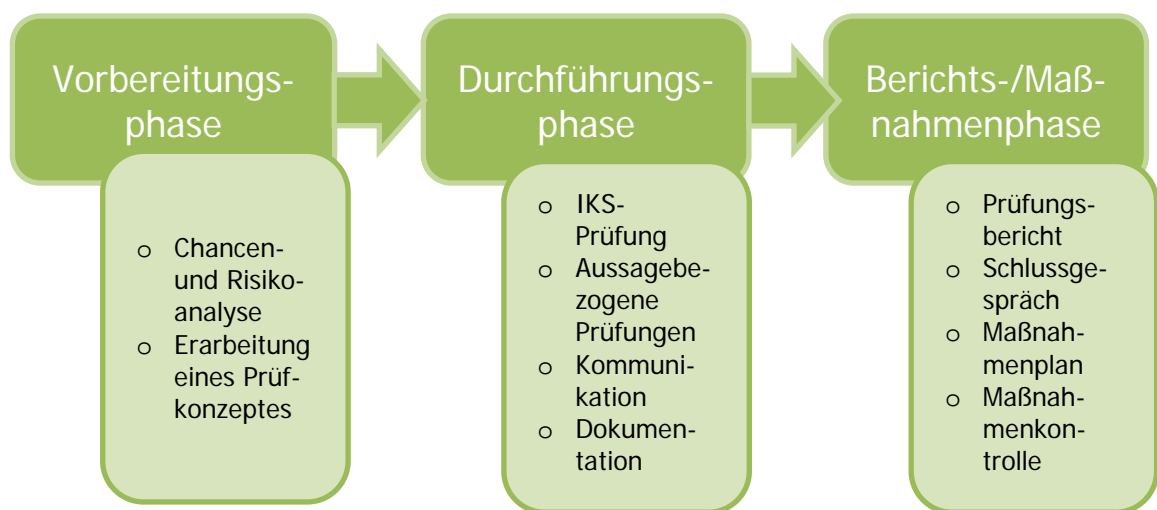 Vorbereitungs-
phase
o Chancen-
und Risiko-
analyse
o Erarbeitung
eines Prüf-
konzeptes
Durchführungs-
phase
o IKS-
Prüfung
o Aussagebe-
zogene
Prüfungen
o Kommuni-
kation
o Dokumen-
tation
Berichts-/Maß-
nahmenphase
o Prüfungs-
bericht
o Schlussge-
spräch
o Maßnah-
menplan
o Maßnah-
menkon-
trolle